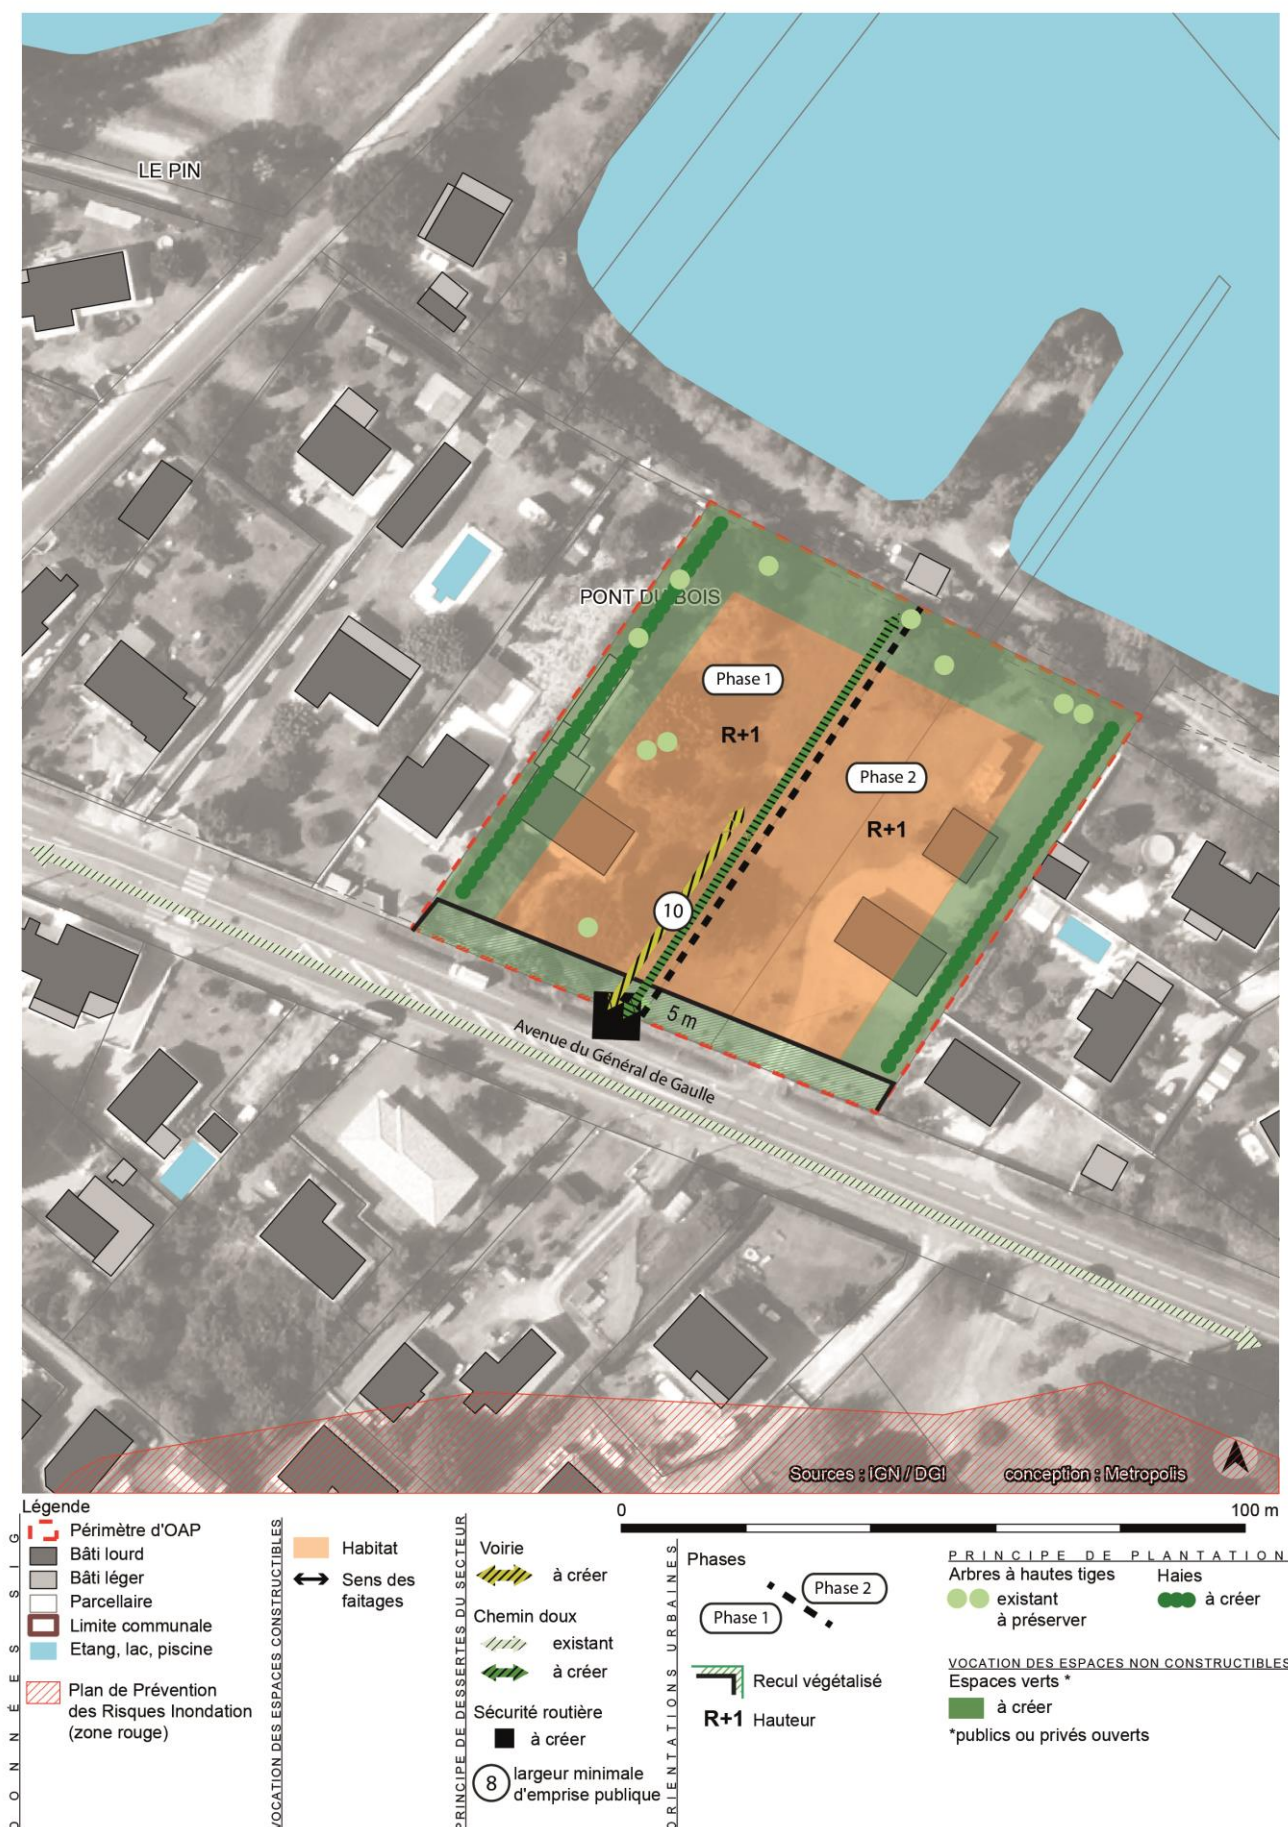 LE PIN
PONT DU BOIS
Phase 1
R+1
Phase 2
R+1
10
5 m
Avenue du Général de Gaulle
Sources : IGN / DGI
conception : Metropolis
Légende
0
100 m
DONNÉES SIG
Périmètre d'OAP
Bâti lourd
Bâti léger
Parcellaire
Limite communale
Etang, lac, piscine
Plan de Prévention
des Risques Inondation
(zone rouge)
VOCATION DES ESPACES CONSTRUCTIBLES
Habitat
Sens des
faitages
PRINCIPE DE DESSERTES DU SECTEUR
Voirie
à créer
Chemin doux
existant
à créer
Sécurité routière
à créer
8
largeur minimale
d'emprise publique
ORIENTATIONS URBAINES
Phases
Phase 2
Phase 1
Recul végétalisé
R+1 Hauteur
PRINCIPE DE PLANTATION
Arbres à hautes tiges
existant
à préserver
Haies
à créer
VOCATION DES ESPACES NON CONSTRUCTIBLES
Espaces verts *
à créer
*publics ou privés ouverts